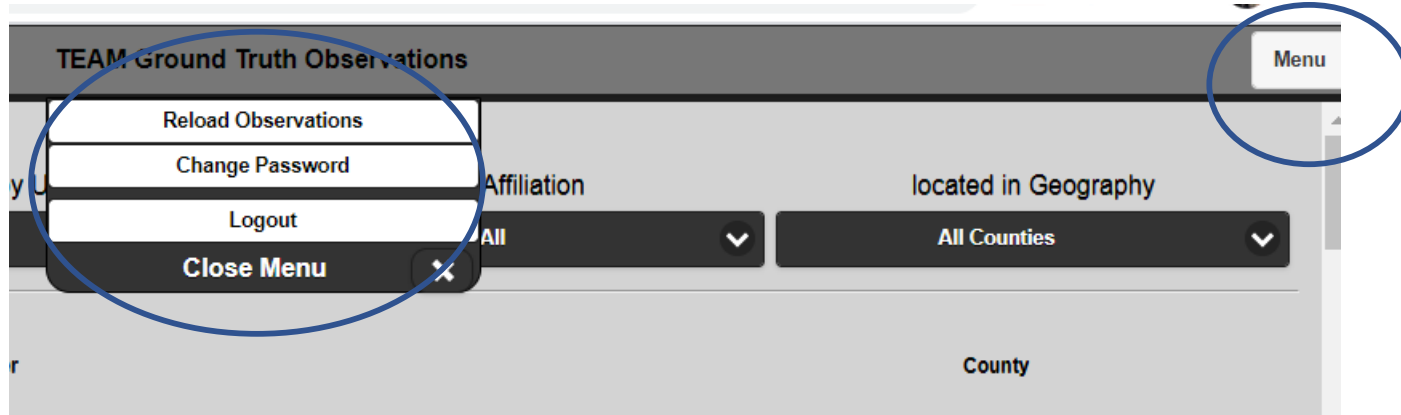 TEAM Ground Truth Observations
Menu
Reload Observations
Change Password
Logout
Close Menu
Affiliation
located in Geography
All
All Counties
County